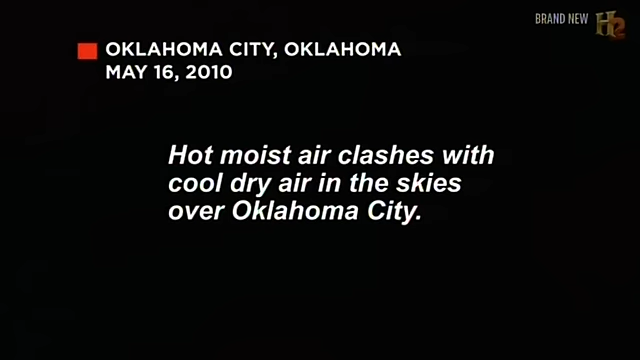 BRAND NEW H2
OKLAHOMA CITY, OKLAHOMA
MAY 16, 2010
Hot moist air clashes with
cool dry air in the skies
over Oklahoma City.